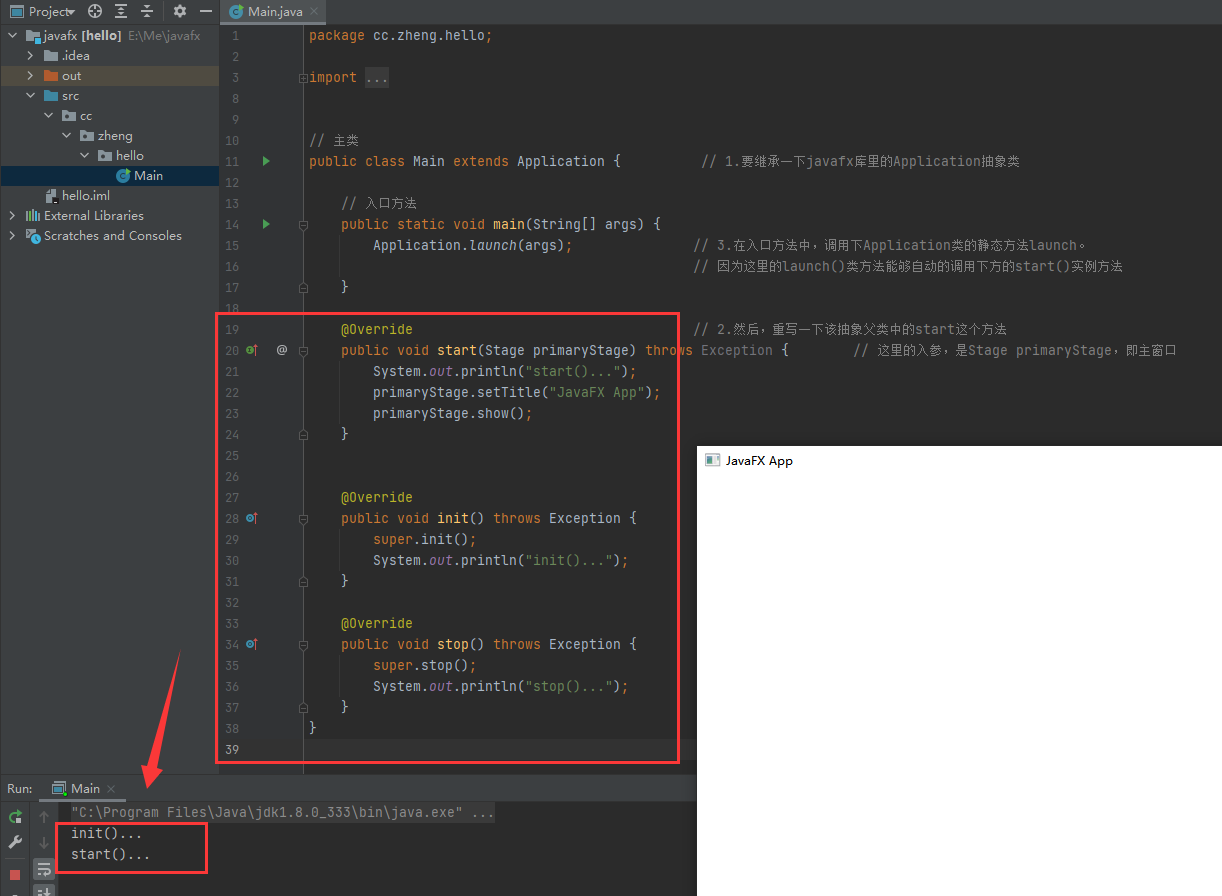 Project
Main.java
javafx [hello] E:\Me\javafx
.idea
out
src
cc
zheng
hello
Main
hello.iml
External Libraries
Scratches and Consoles
1 package cc.zheng.hello;
2
3 import ...
8
9
10 // 主类
11 public class Main extends Application { // 1.要继承一下javafx库里的Application抽象类
12
13 // 入口方法
14 public static void main(String[] args) {
15 Application.launch(args); // 3.在入口方法中，调用下Application类的静态方法launch。
16 // 因为这里的launch()类方法能够自动的调用下方的start()实例方法
17 }
18
19 @Override // 2.然后，重写一下该抽象父类中的start这个方法
20 @ public void start(Stage primaryStage) throws Exception { // 这里的入参，是Stage primaryStage，即主窗口
21 System.out.println("start()...");
22 primaryStage.setTitle("JavaFX App");
23 primaryStage.show();
24 }
25
26
27 @Override
28 public void init() throws Exception {
29 super.init();
30 System.out.println("init()...");
31 }
32
33 @Override
34 public void stop() throws Exception {
35 super.stop();
36 System.out.println("stop()...");
37 }
38 }
39
JavaFX App
Run: Main
"C:\Program Files\Java\jdk1.8.0_333\bin\java.exe" ...
init()...
start()...